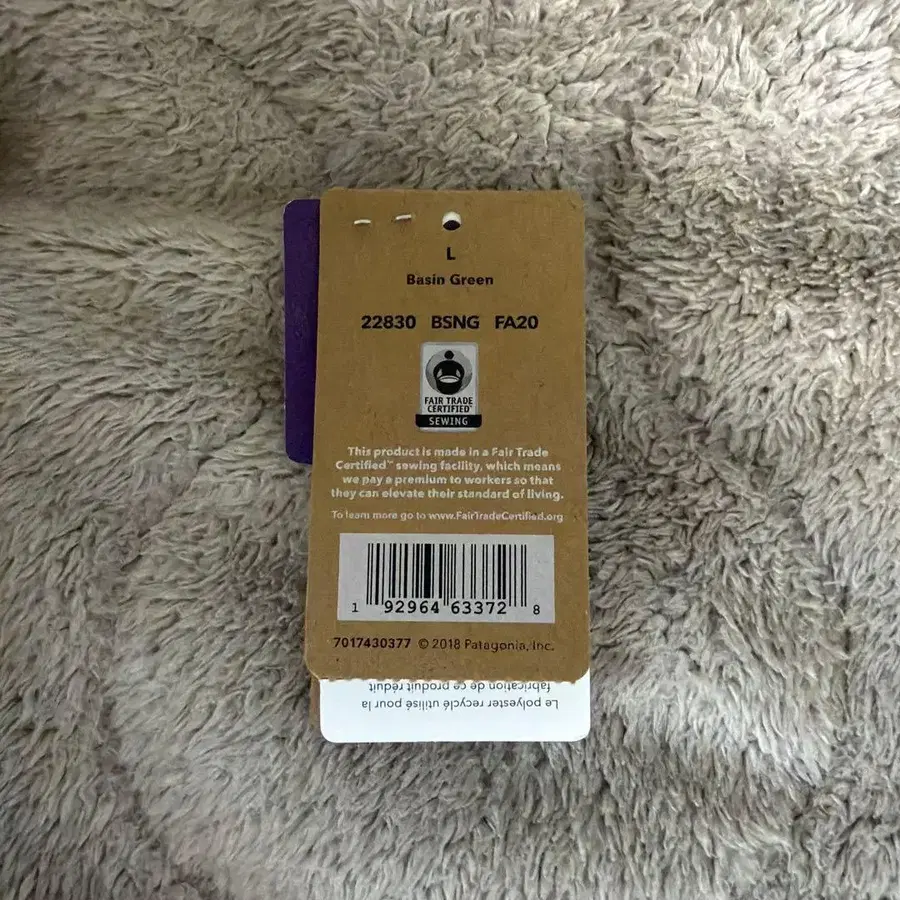 L
Basin Green
22830 BSNG FA20
FAIR TRADE
CERTIFIED™
SEWING
This product is made in a Fair Trade
Certified™ sewing facility, which means
we pay a premium to workers so that
they can elevate their standard of living.
To learn more go to www.FairTradeCertified.org
1 92964 63372 8
7017430377 © 2018 Patagonia, Inc.
Le polyester recyclé utilisé pour la
fabrication de ce produit réduit